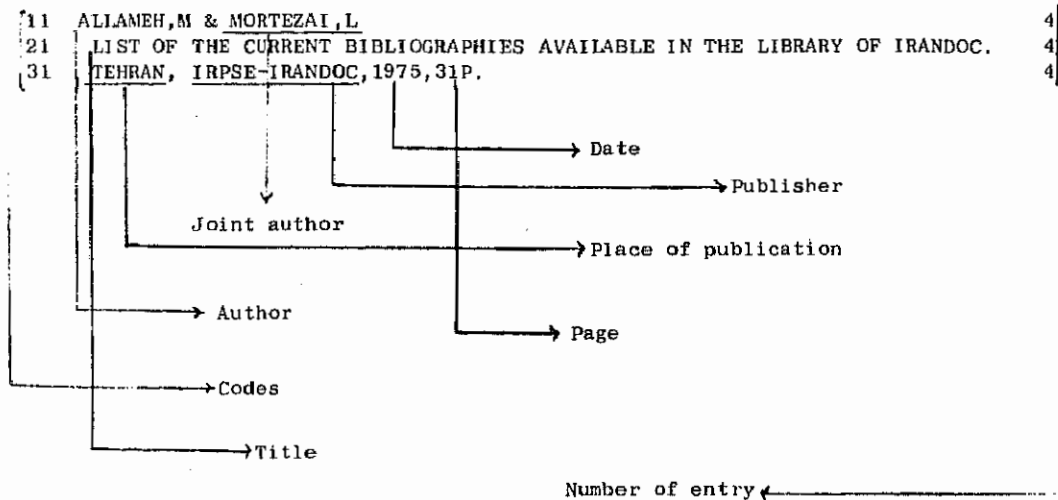 11 ALLAMEH,M & MORTEZAI,L 4
21 LIST OF THE CURRENT BIBLIOGRAPHIES AVAILABLE IN THE LIBRARY OF IRANDOC. 4
31 TEHRAN, IRPSE-IRANDOC,1975,31P. 4
Date
Publisher
Joint author
Place of publication
Author
Page
Codes
Title
Number of entry